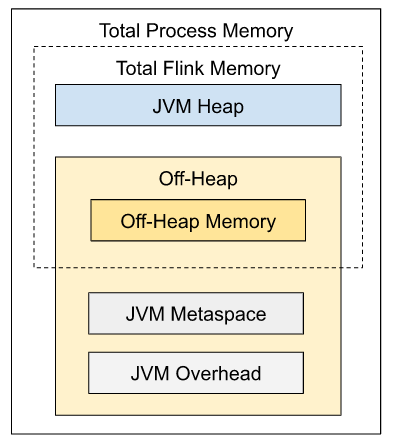 Total Process Memory
Total Flink Memory
JVM Heap
Off-Heap
Off-Heap Memory
JVM Metaspace
JVM Overhead